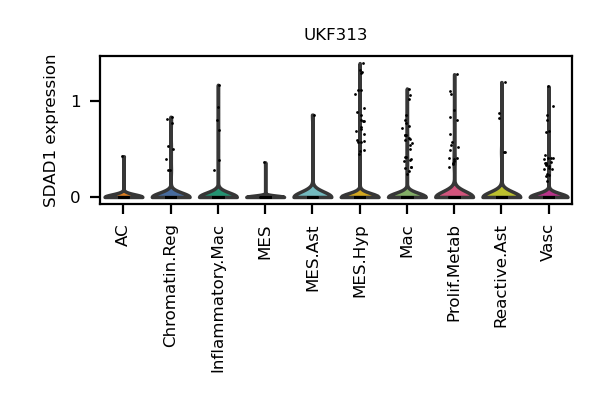 UKF313
SDAD1 expression
1
0
AC
Chromatin.Reg
Inflammatory.Mac
MES
MES.Ast
MES.Hyp
Mac
Prolif.Metab
Reactive.Ast
Vasc